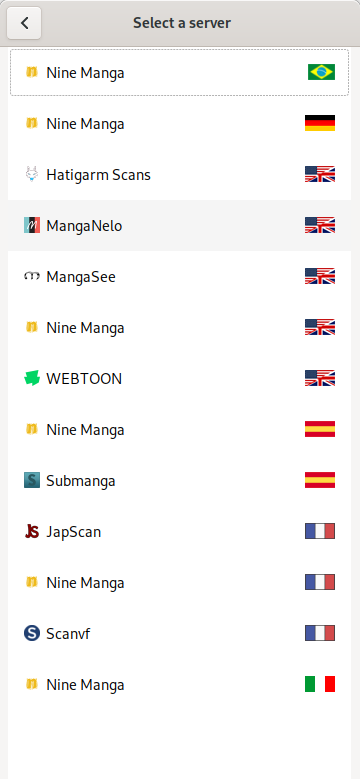 Select a server
Nine Manga
Nine Manga
Hatigarm Scans
MangaNelo
MangaSee
Nine Manga
WEBTOON
Nine Manga
Submanga
JapScan
Nine Manga
Scanvf
Nine Manga